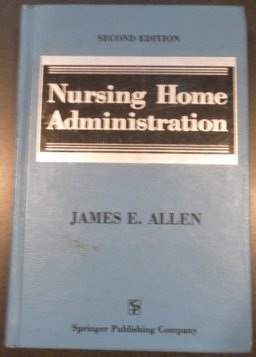 SECOND EDITION
Nursing Home
Administration
JAMES E. ALLEN
SP
Springer Publishing Company